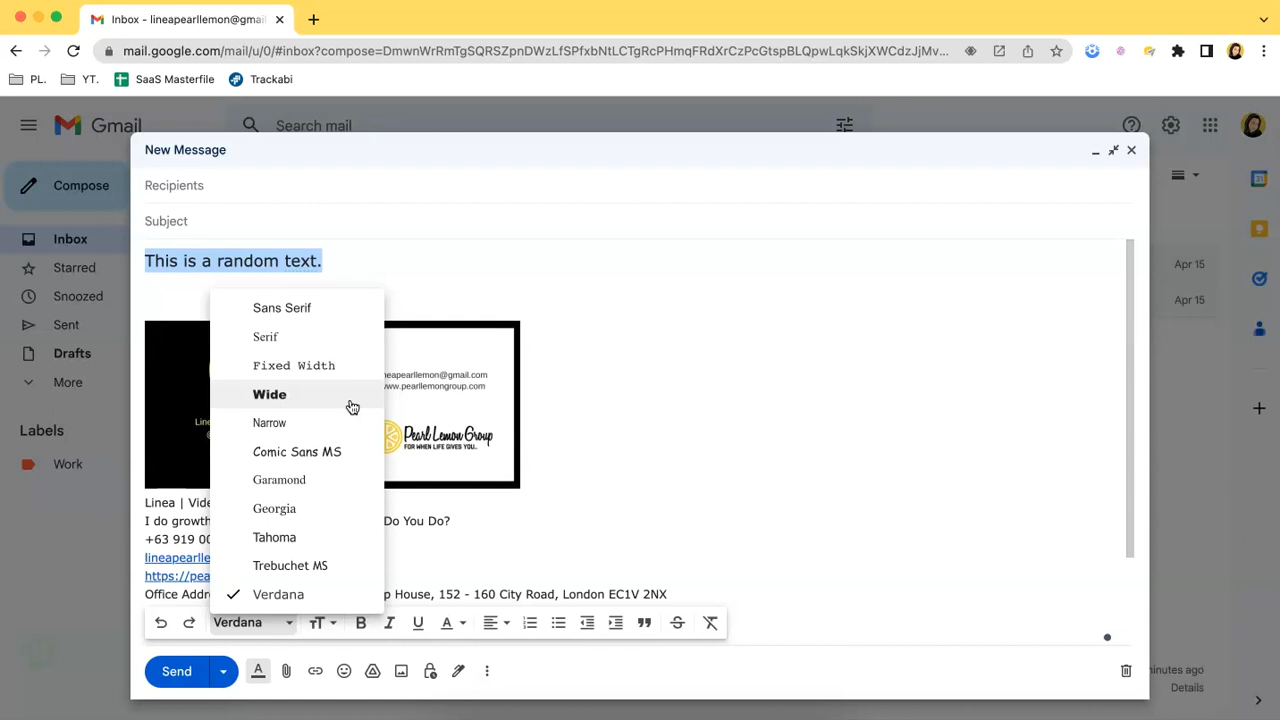 Inbox - lineapearllemon@gmai
mail.google.com/mail/u/0/#inbox?compose=DmwnWrRmTgSQRSZpnDWzLfSPfxbNtLCTgRcPHmqFRdXrCzPcGtspBLQpwLqkSkjXWCdzJjMv...
PL.
YT.
SaaS Masterfile
Trackabi
Gmail
Search mail
Compose
Inbox
Starred
Snoozed
Sent
Drafts
More
Labels
Work
New Message
Recipients
Subject
This is a random text.
Sans Serif
Serif
Fixed Width
Wide
Narrow
Comic Sans MS
Garamond
Georgia
Tahoma
Trebuchet MS
Verdana
eapearllemon@gmail.com
www.pearllemongroup.com
Pearl Lemon Group
FOR WHEN LIFE GIVES YOU..
Line
Linea | Vide
I do growth Do You Do?
+63 919 00
lineapearlle
https://pea
Office Addre p House, 152 - 160 City Road, London EC1V 2NX
Verdana
Send
Apr 15
Apr 15
minutes ago
Details